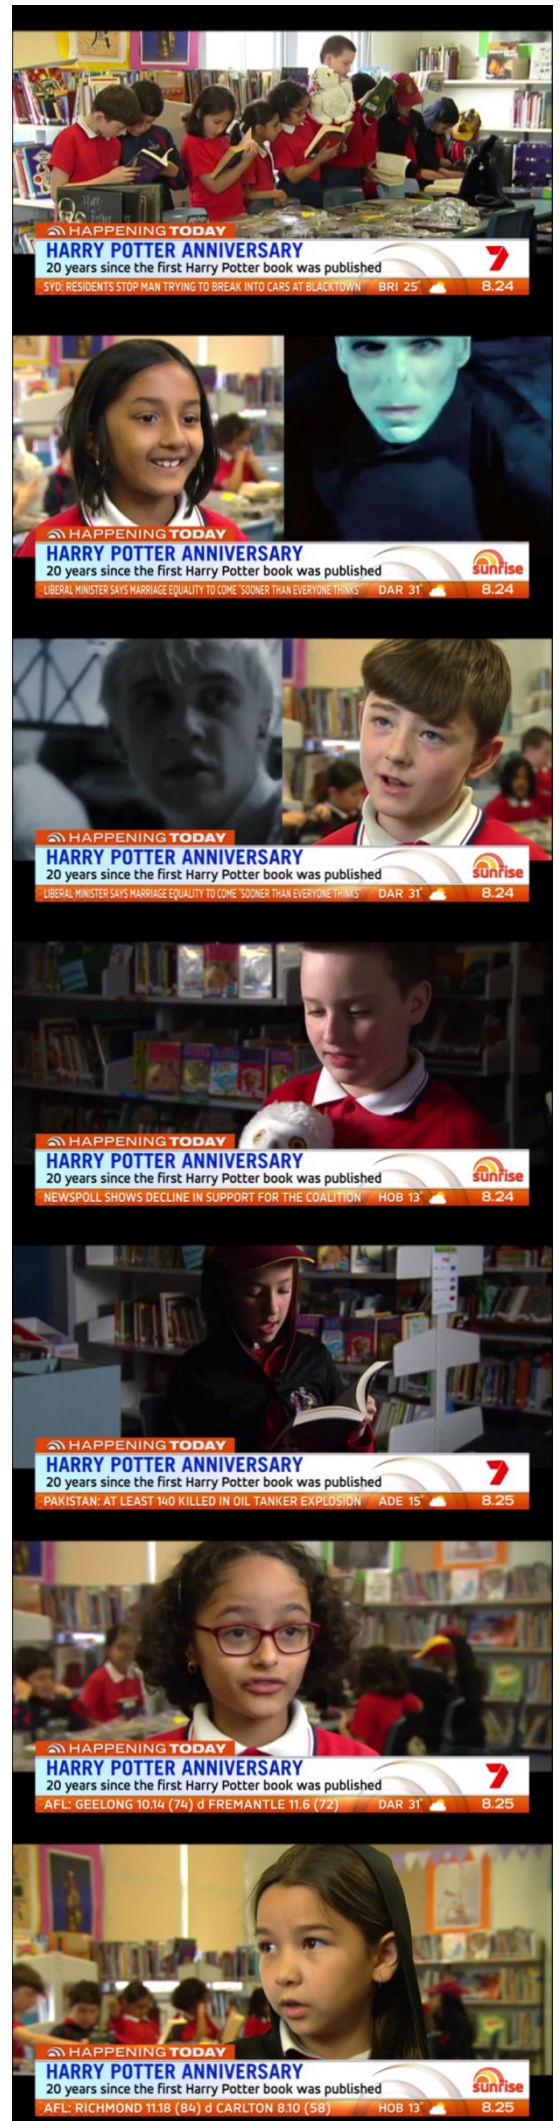 Harry
Potter
HAPPENING TODAY
HARRY POTTER ANNIVERSARY
20 years since the first Harry Potter book was published
7
SYD: RESIDENTS STOP MAN TRYING TO BREAK INTO CARS AT BLACKTOWN BRI 25° 8.24
HAPPENING TODAY
HARRY POTTER ANNIVERSARY
20 years since the first Harry Potter book was published
sunrise
LIBERAL MINISTER SAYS MARRIAGE EQUALITY TO COME "SOONER THAN EVERYONE THINKS" DAR 31° 8.24
HAPPENING TODAY
HARRY POTTER ANNIVERSARY
20 years since the first Harry Potter book was published
sunrise
LIBERAL MINISTER SAYS MARRIAGE EQUALITY TO COME "SOONER THAN EVERYONE THINKS" DAR 31° 8.24
HAPPENING TODAY
HARRY POTTER ANNIVERSARY
20 years since the first Harry Potter book was published
sunrise
NEWSPOLL SHOWS DECLINE IN SUPPORT FOR THE COALITION HOB 13° 8.24
HAPPENING TODAY
HARRY POTTER ANNIVERSARY
20 years since the first Harry Potter book was published
7
PAKISTAN: AT LEAST 140 KILLED IN OIL TANKER EXPLOSION ADE 15° 8.25
HAPPENING TODAY
HARRY POTTER ANNIVERSARY
20 years since the first Harry Potter book was published
7
AFL: GEELONG 10.14 (74) d FREMANTLE 11.6 (72) DAR 31° 8.25
HAPPENING TODAY
HARRY POTTER ANNIVERSARY
20 years since the first Harry Potter book was published
sunrise
AFL: RICHMOND 11.18 (84) d CARLTON 8.10 (58) HOB 13° 8.25